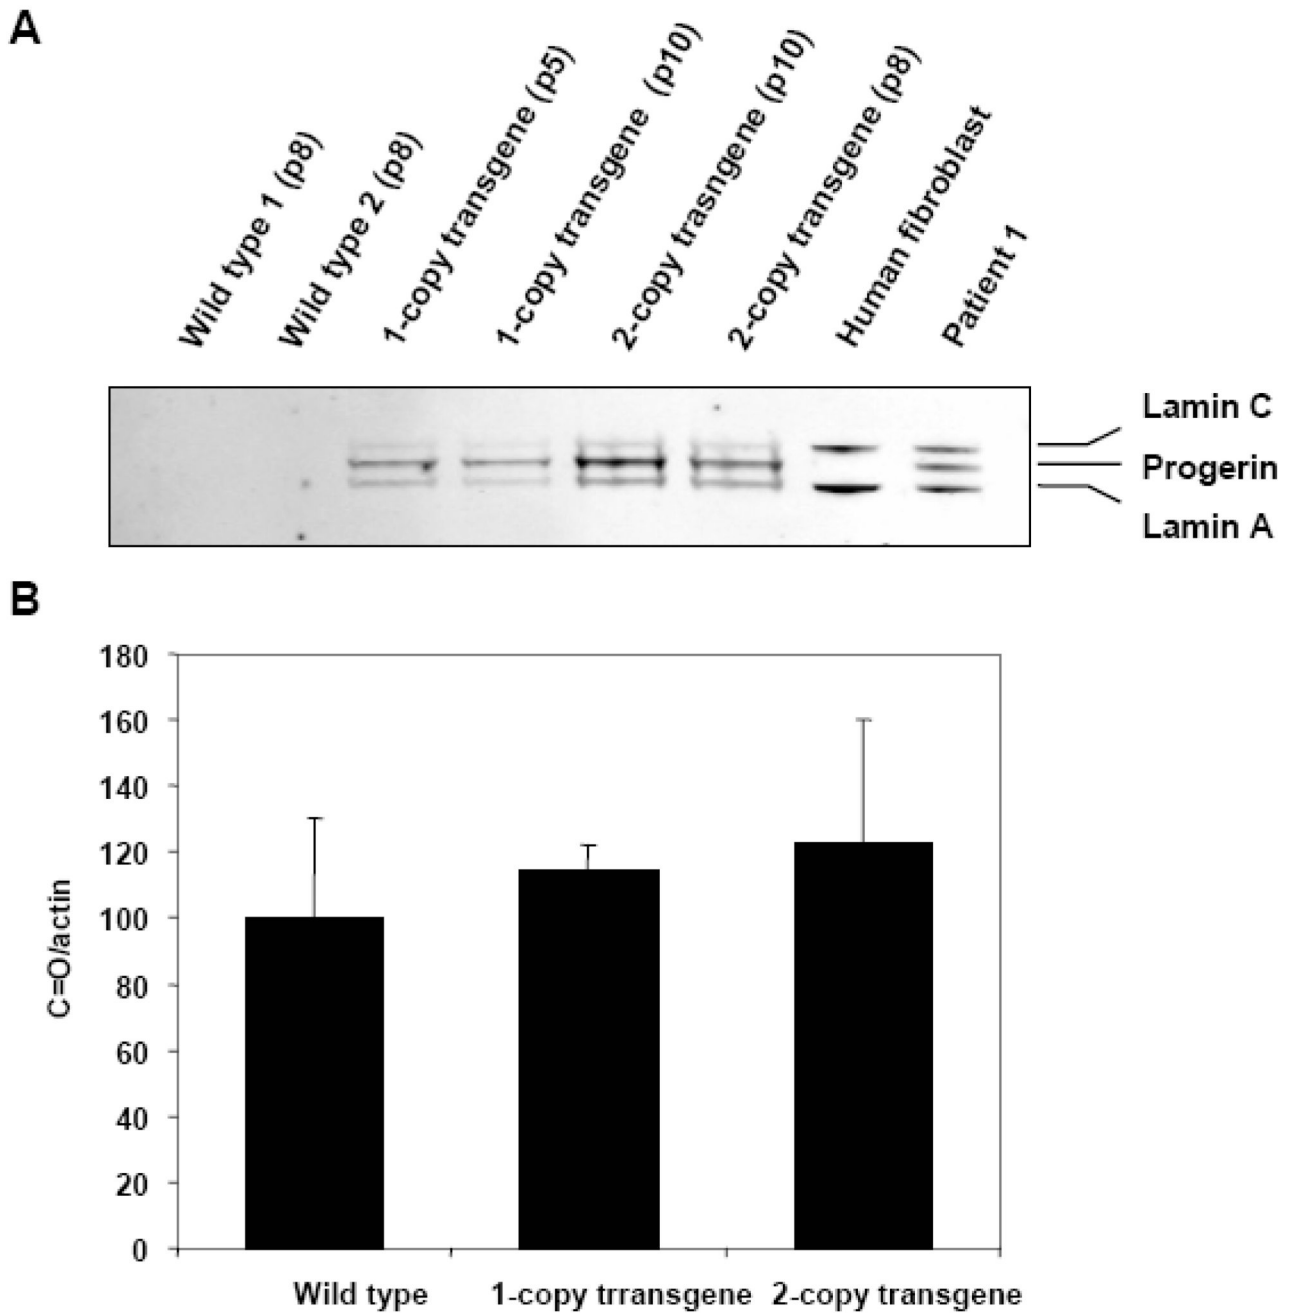 A
Wild type 1 (p8)
Wild type 2 (p8)
1-copy transgene (p5)
1-copy transgene (p10)
2-copy trasngene (p10)
2-copy transgene (p8)
Human fibroblast
Patient 1
Lamin C
Progerin
Lamin A
B
180
160
140
120
100
80
60
40
20
0
C=O/actin
Wild type
1-copy trransgene
2-copy transgene